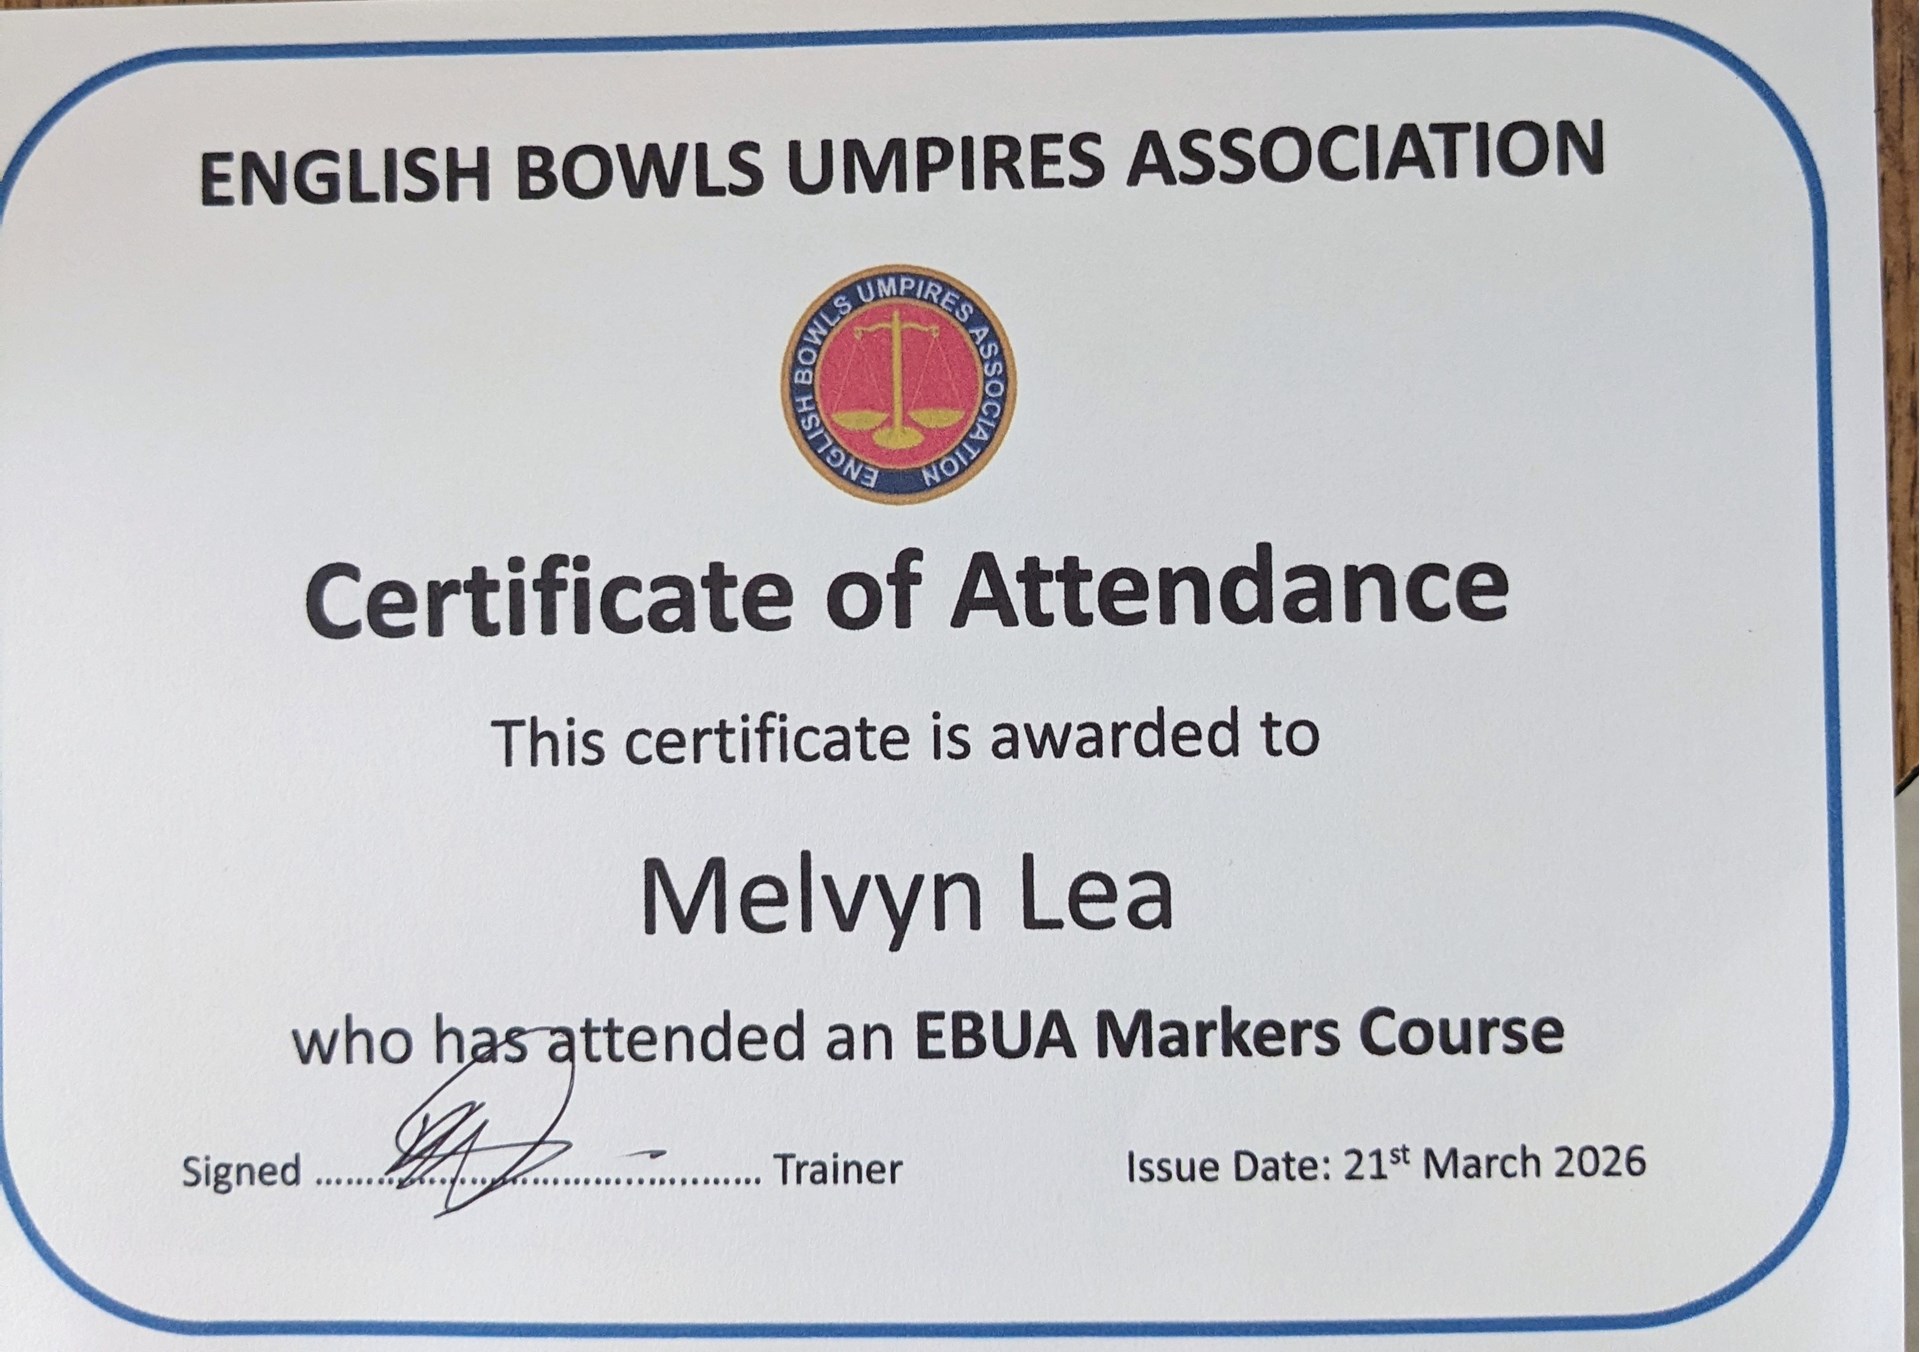 ENGLISH BOWLS UMPIRES ASSOCIATION
ENGLISH BOWLS UMPIRES ASSOCIATION
Certificate of Attendance
This certificate is awarded to
Melvyn Lea
who has attended an EBUA Markers Course
Signed .................................................. Trainer Issue Date: 21st March 2026